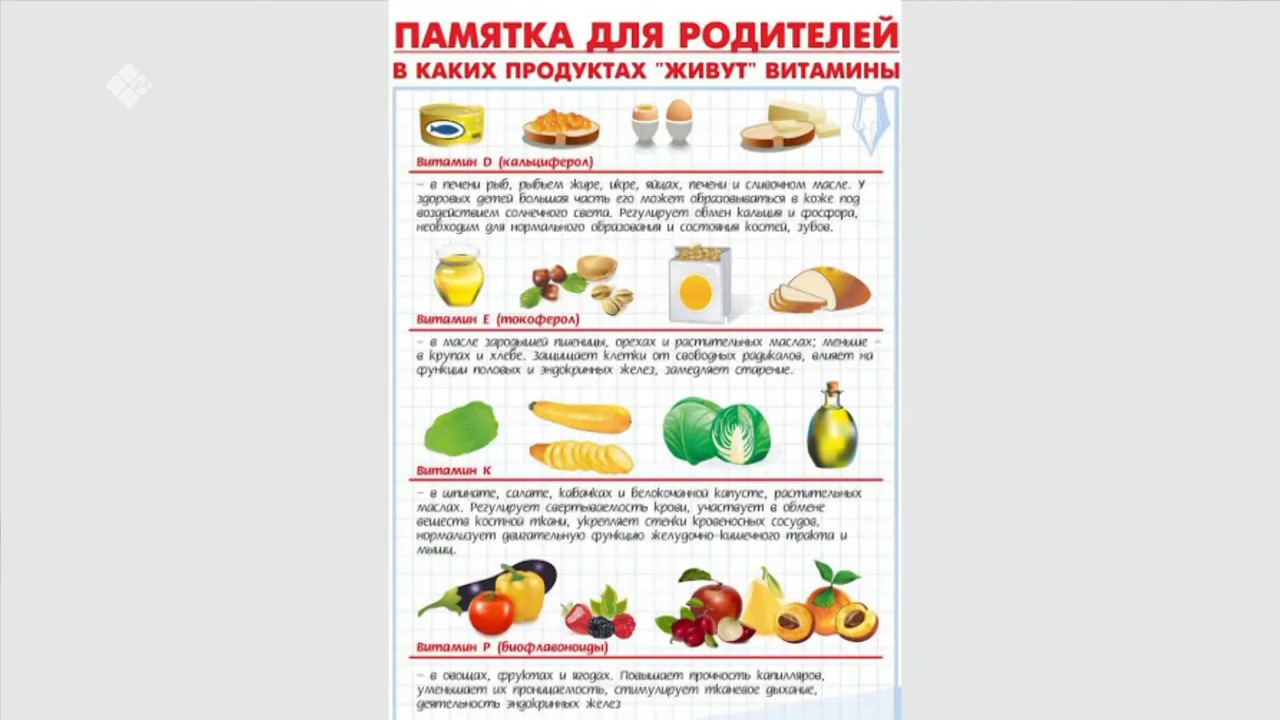 ПАМЯТКА ДЛЯ РОДИТЕЛЕЙ
В КАКИХ ПРОДУКТАХ "ЖИВУТ" ВИТАМИНЫ
Витамин D (кальциферол)
– в печени рыб, рыбьем жире, икре, яйцах, печени и сливочном масле. У
здоровых детей большая часть его может образовываться в коже под
воздействием солнечного света. Регулирует обмен кальция и фосфора,
необходим для нормального образования и состояния костей, зубов.
Витамин Е (токоферол)
– в масле зародышей пшеницы, орехах и растительных маслах; меньше –
в крупах и хлебе. Защищает клетки от свободных радикалов, влияет на
функции половых и эндокринных желез, замедляет старение.
Витамин К
– в шпинате, салате, кабачках и белокочанной капусте, растительных
маслах. Регулирует свертываемость крови, участвует в обмене
веществ костной ткани, укрепляет стенки кровеносных сосудов,
нормализует двигательную функцию желудочно-кишечного тракта и
мышц.
Витамин Р (биофлавоноиды)
– в овощах, фруктах и ягодах. Повышает прочность капилляров,
уменьшает их проницаемость, стимулирует тканевое дыхание,
деятельность эндокринных желез